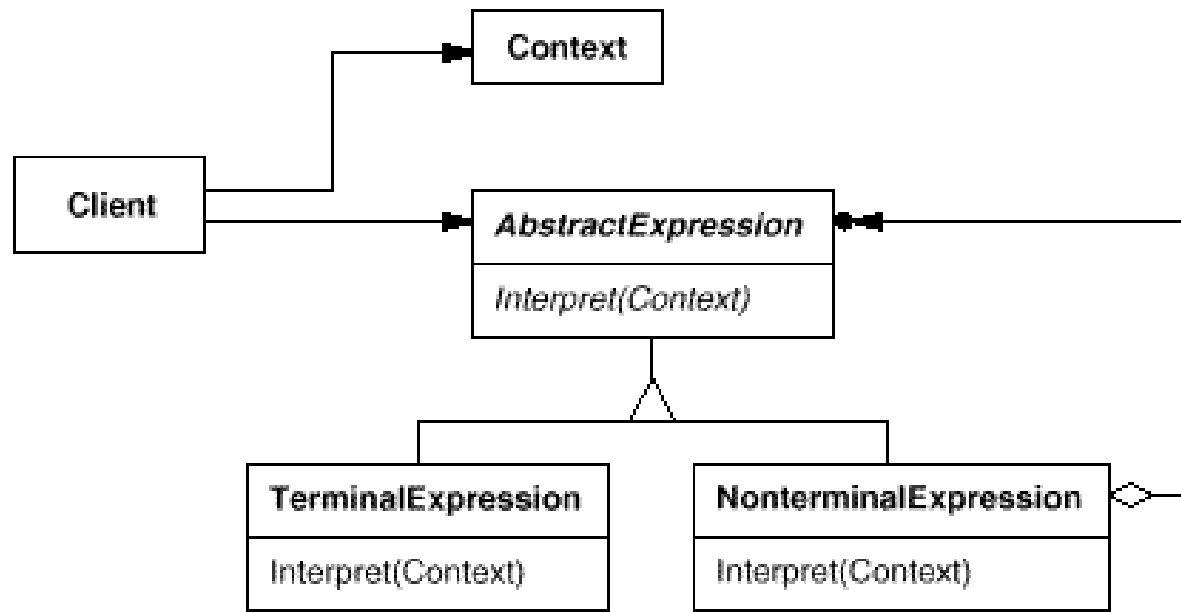 Context
Client
AbstractExpression
Interpret(Context)
TerminalExpression
NonterminalExpression
Interpret(Context)
Interpret(Context)